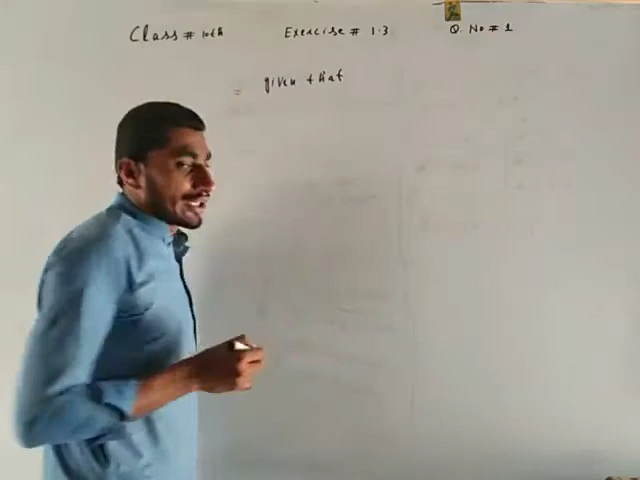 Class # 10th Exercise # 1.3 Q. No # 1
= given that